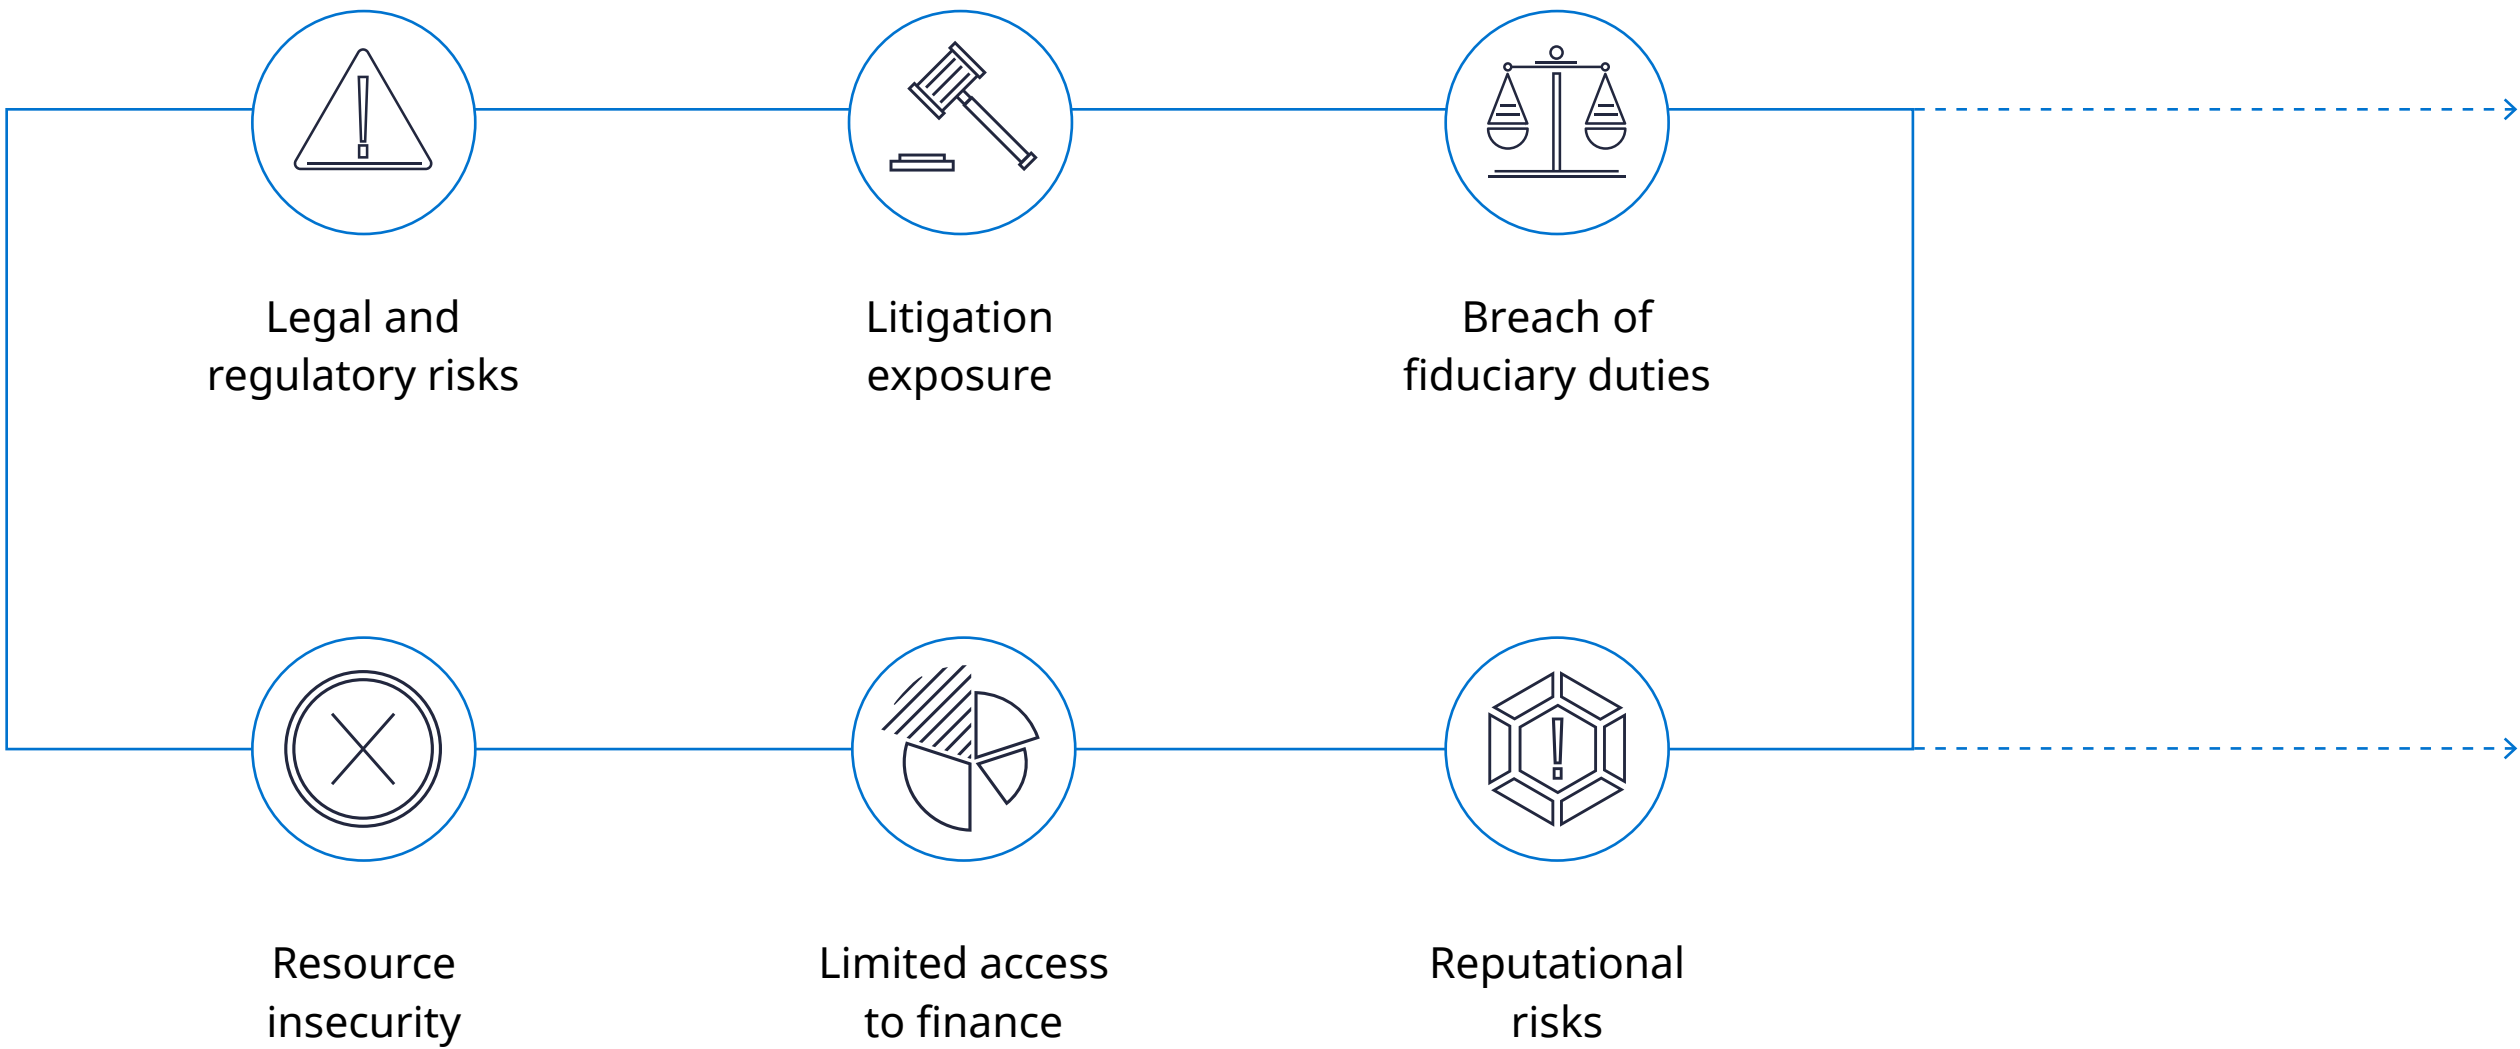 Legal and
regulatory risks
Litigation
exposure
Breach of
fiduciary duties
Resource
insecurity
Limited access
to finance
Reputational
risks